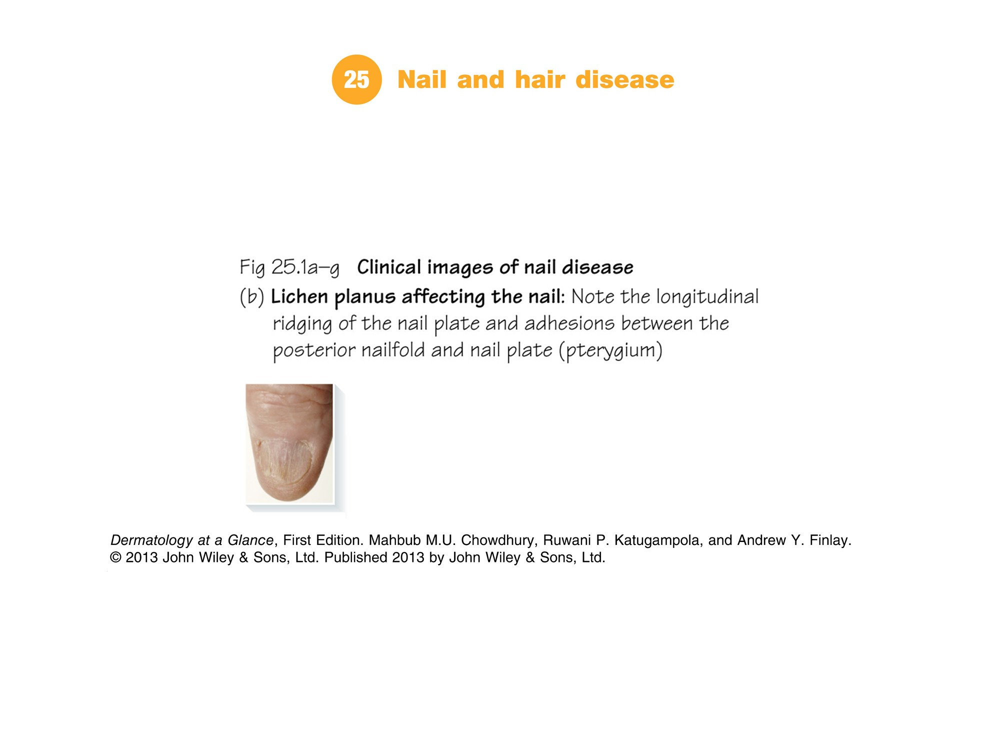 25 Nail and hair disease
Fig 25.1a–g Clinical images of nail disease
(b) Lichen planus affecting the nail: Note the longitudinal
ridging of the nail plate and adhesions between the
posterior nailfold and nail plate (pterygium)
Dermatology at a Glance, First Edition. Mahbub M.U. Chowdhury, Ruwani P. Katugampola, and Andrew Y. Finlay.
© 2013 John Wiley & Sons, Ltd. Published 2013 by John Wiley & Sons, Ltd.